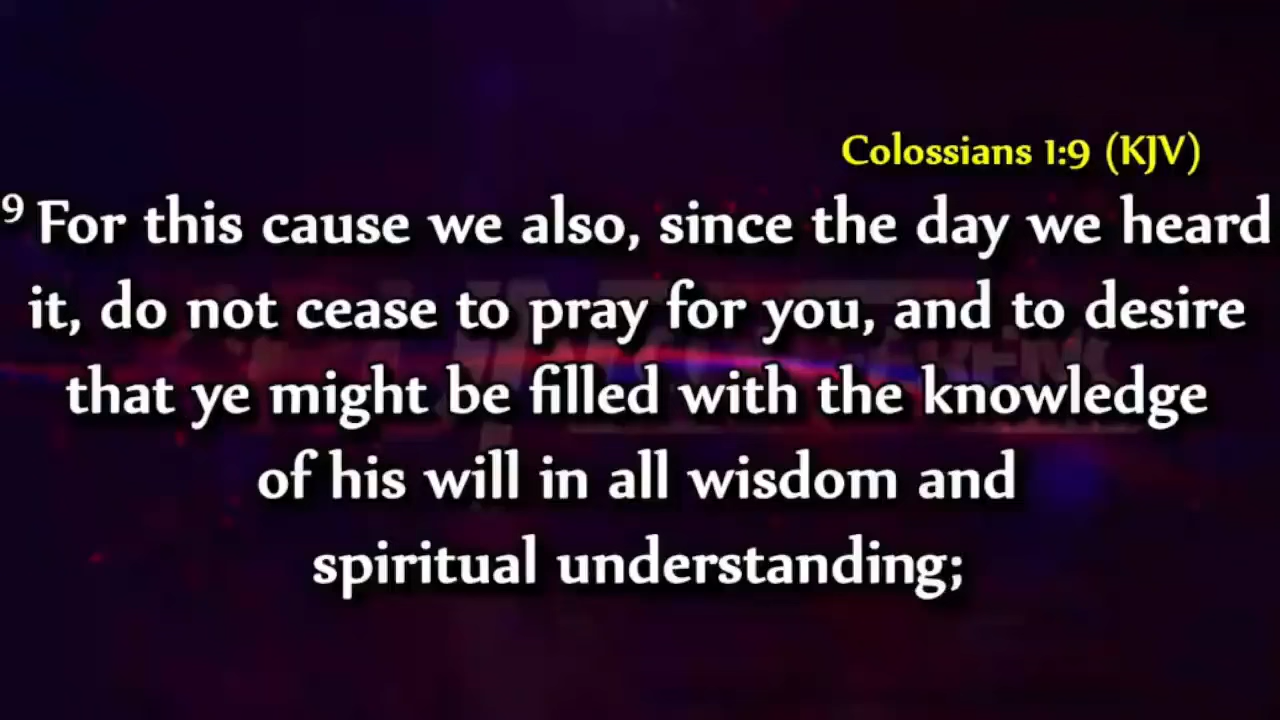 Colossians 1:9 (KJV)
9 For this cause we also, since the day we heard
it, do not cease to pray for you, and to desire
that ye might be filled with the knowledge
of his will in all wisdom and
spiritual understanding;